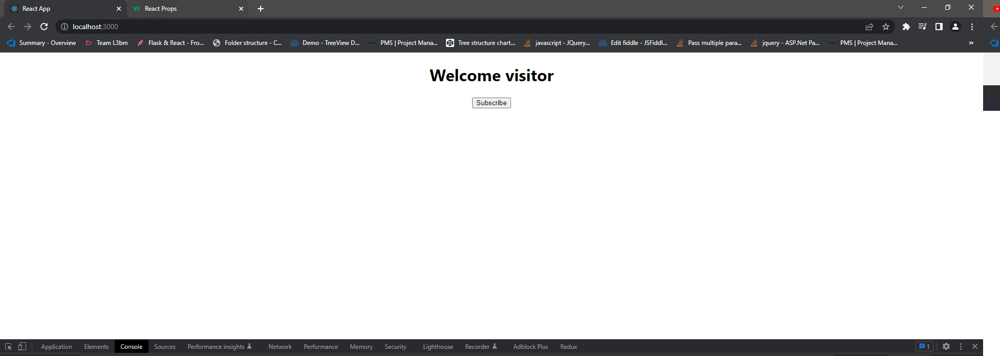 React App
React Props
localhost:3000
Summary - Overview
Team L3bm
Flask & React - Fro...
Folder structure - C...
Demo - TreeView D...
PMS | Project Mana...
Tree structure chart...
javascript - JQuery...
Edit fiddle - JSFiddl...
Pass multiple para...
jquery - ASP.Net Pa...
PMS | Project Mana...
Welcome visitor
Subscribe
Application
Elements
Console
Sources
Performance insights
Network
Performance
Memory
Security
Lighthouse
Recorder
Adblock Plus
Redux
1